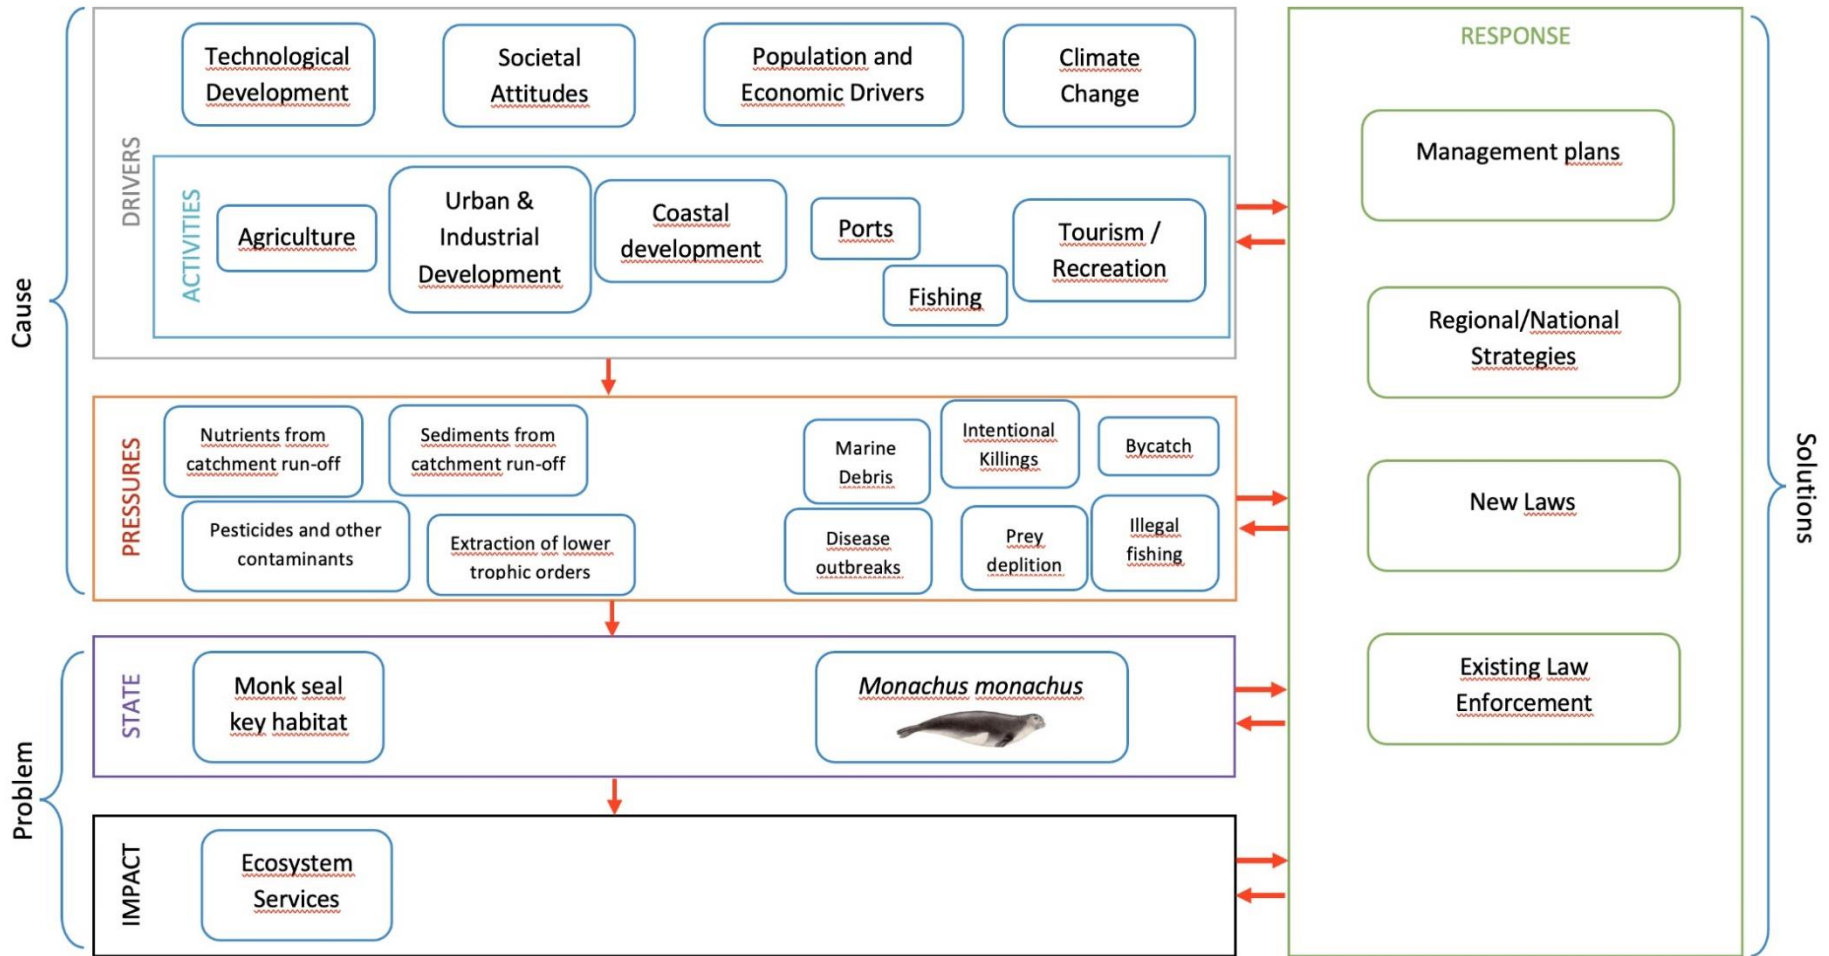 Technological
Development
Societal
Attitudes
Population and
Economic Drivers
Climate
Change
DRIVERS
ACTIVITIES
Agriculture
Urban &
Industrial
Development
Coastal
development
Ports
Fishing
Tourism /
Recreation
Cause
PRESSURES
Nutrients from
catchment run-off
Sediments from
catchment run-off
Pesticides and other
contaminants
Extraction of lower
trophic orders
Marine
Debris
Intentional
Killings
Bycatch
Disease
outbreaks
Prey
deplition
Illegal
fishing
Problem
STATE
Monk seal
key habitat
Monachus monachus
IMPACT
Ecosystem
Services
RESPONSE
Management plans
Regional/National
Strategies
New Laws
Existing Law
Enforcement
Solutions